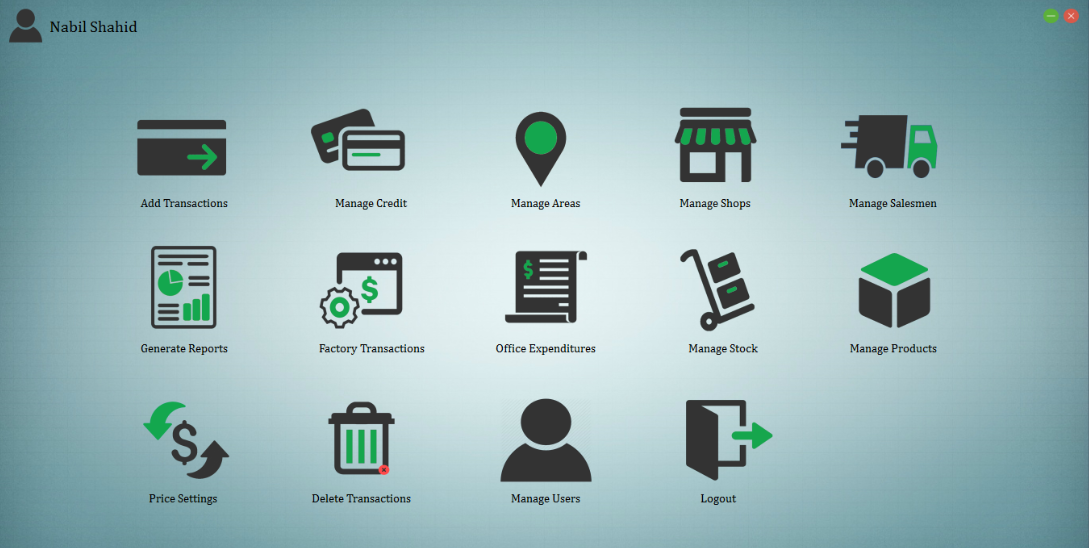 Nabil Shahid
Add Transactions
Manage Credit
Manage Areas
Manage Shops
Manage Salesmen
Generate Reports
Factory Transactions
Office Expenditures
Manage Stock
Manage Products
Price Settings
Delete Transactions
Manage Users
Logout